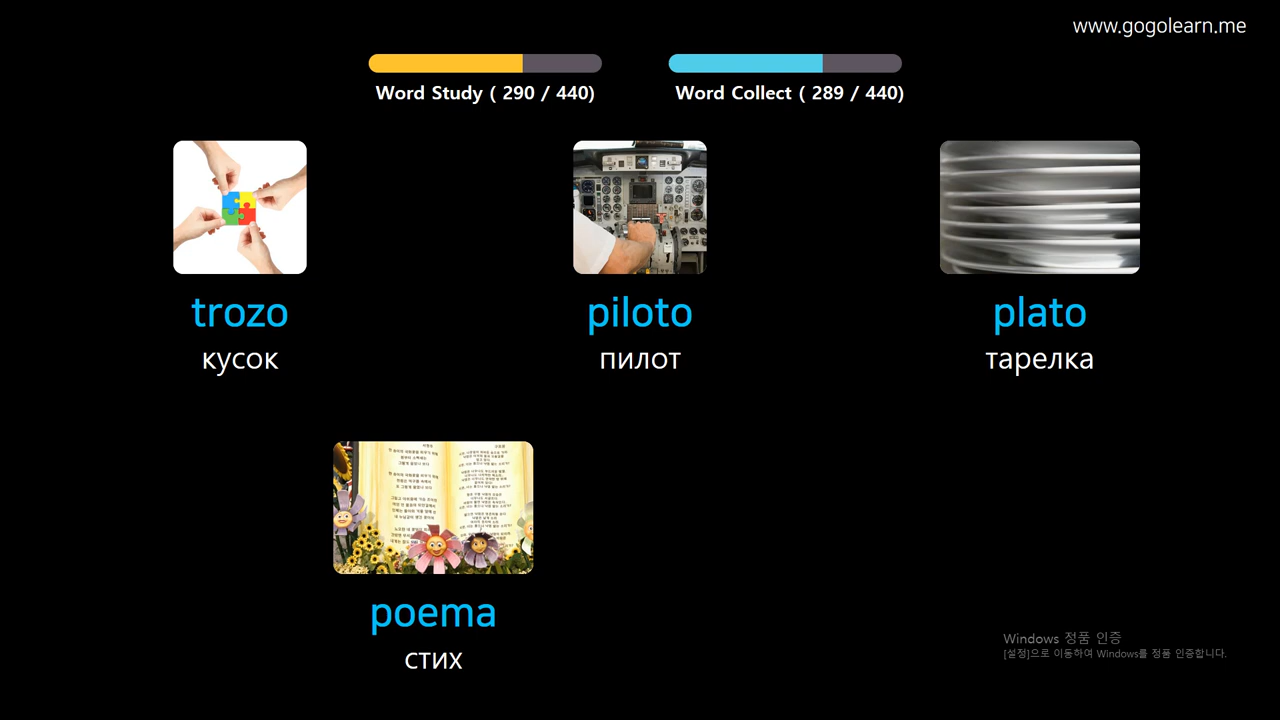 www.gogolearn.me
Word Study ( 290 / 440)
Word Collect ( 289 / 440)
trozo
кусок
piloto
пилот
plato
тарелка
poema
стих
Windows 정품 인증
[설정]으로 이동하여 Windows를 정품 인증합니다.